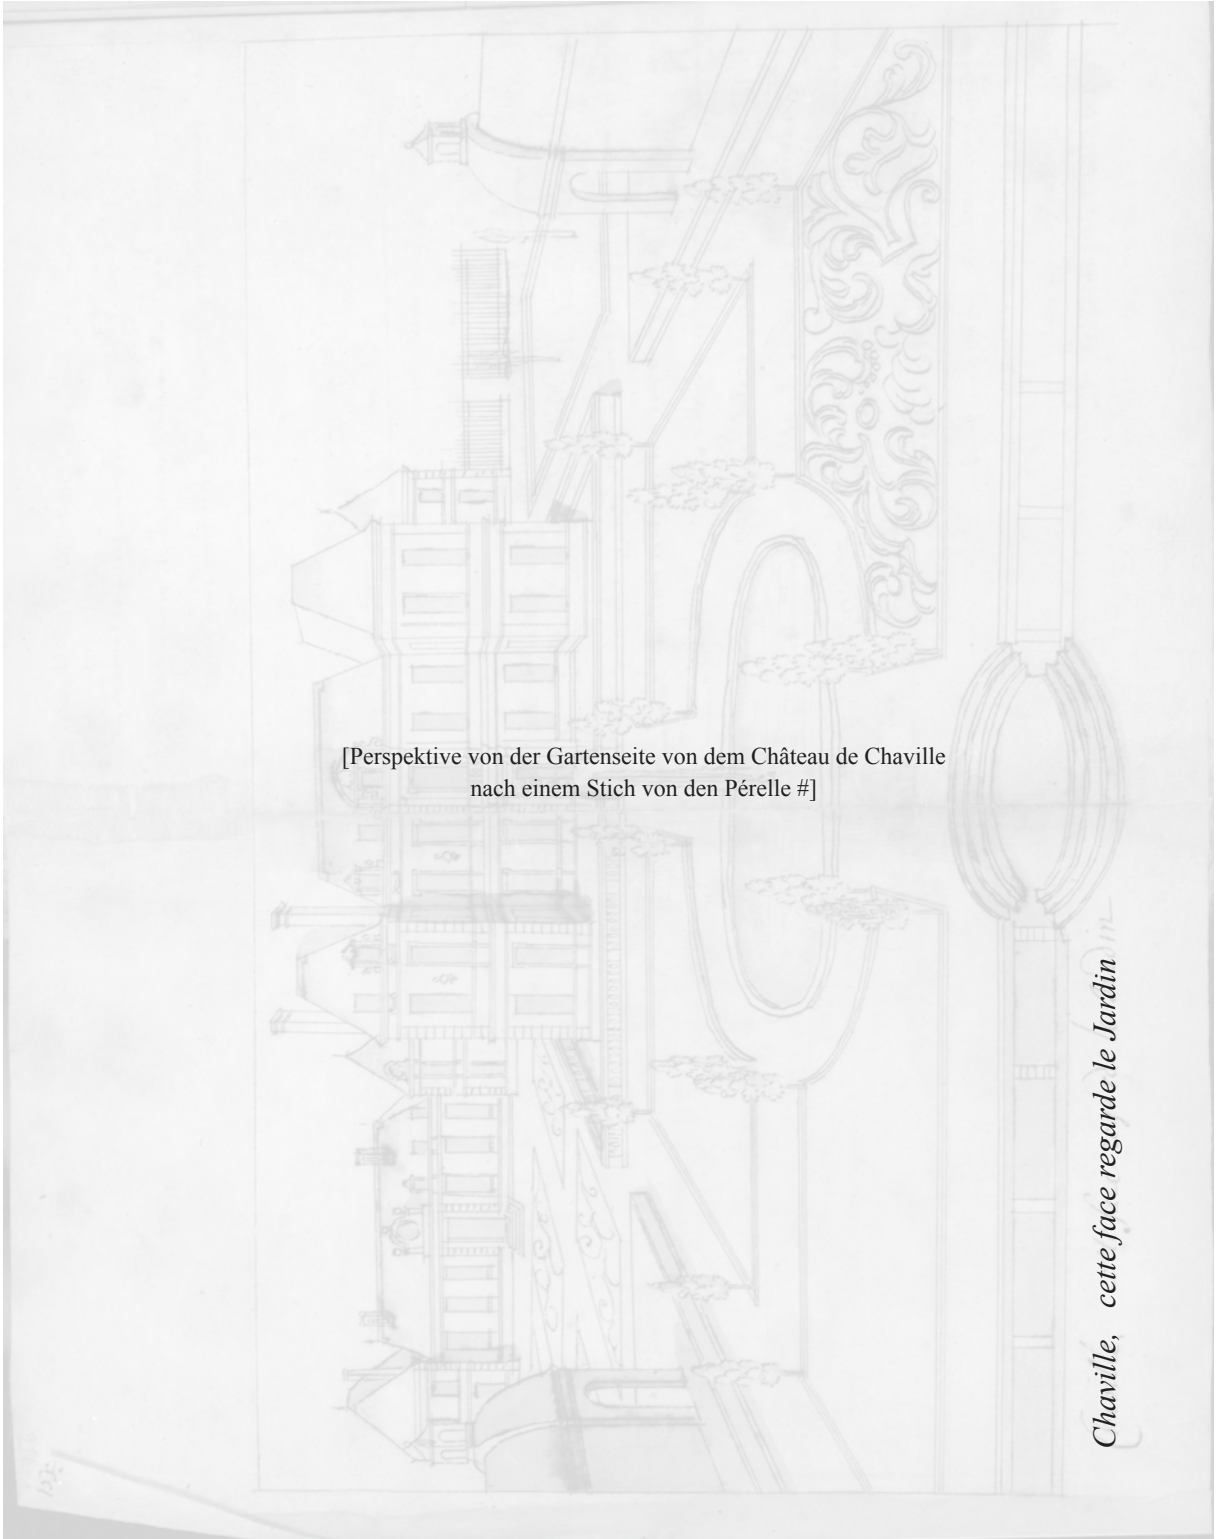 [Perspektive von der Gartenseite von dem Château de Chaville
nach einem Stich von den Pérelle #]
Chaville, cette face regarde le Jardin